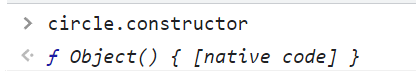 > circle.constructor
<· ƒ Object() { [native code] }